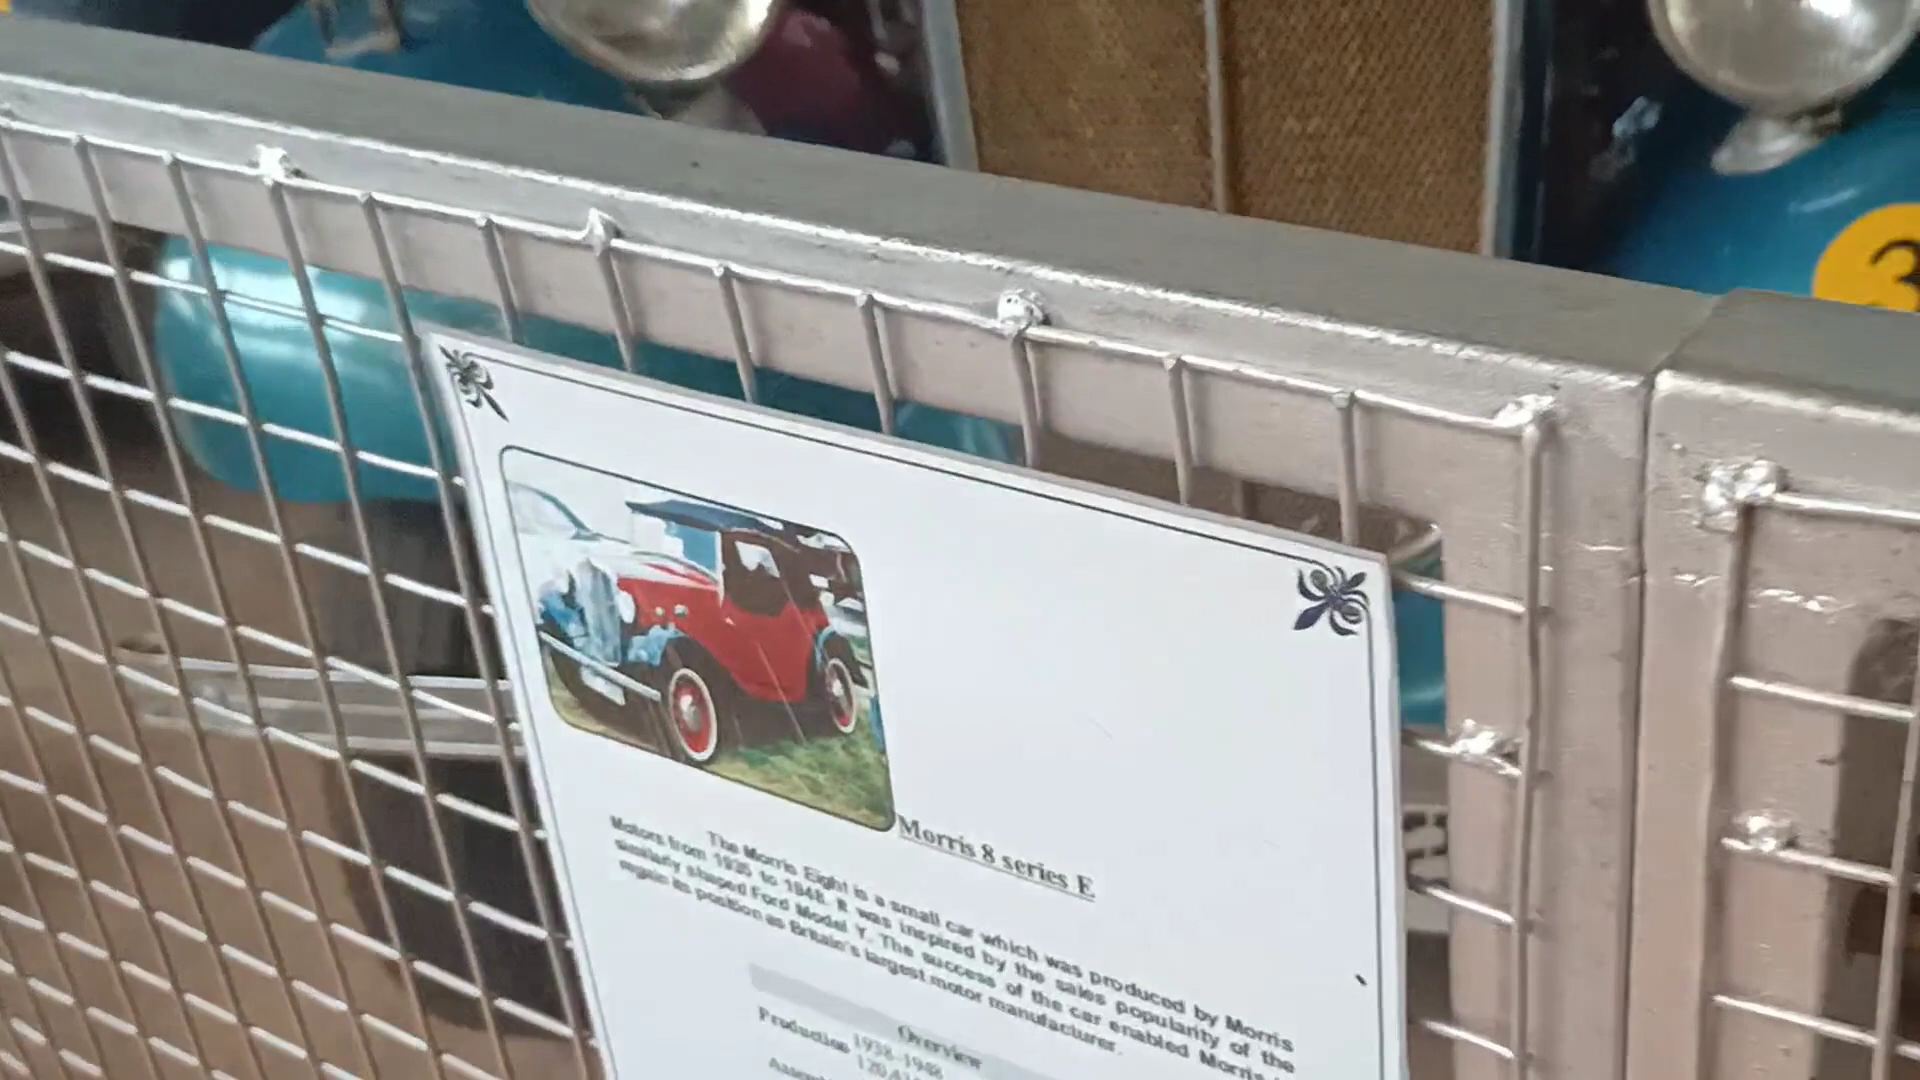 3
Morris 8 series E
The Morris Eight is a small car which was produced by Morris
Motors from 1935 to 1948. It was inspired by the sales popularity of the
similarly shaped Ford Model Y. The success of the car enabled Morris
regain its position as Britain's largest motor manufacturer.
Overview
Production 1938-1948